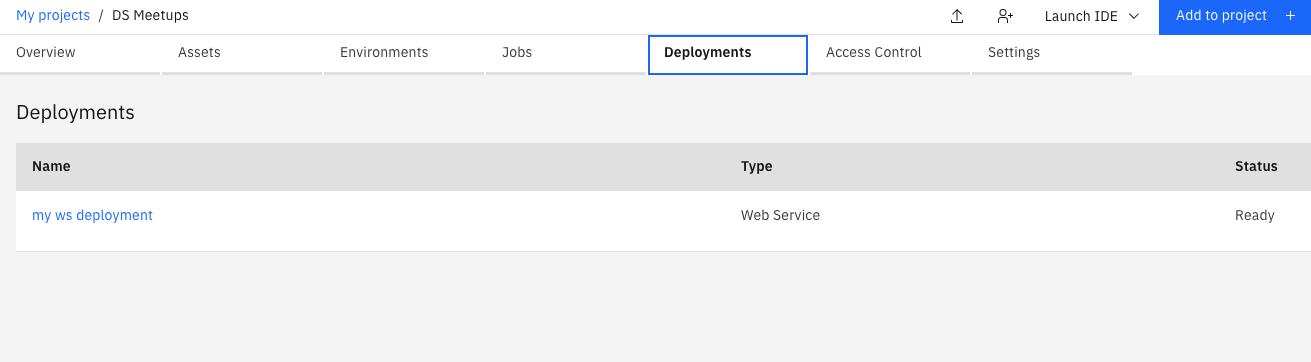 My projects / DS Meetups
Launch IDE
Add to project +
Overview
Assets
Environments
Jobs
Deployments
Access Control
Settings
Deployments
Name Type Status
my ws deployment Web Service Ready